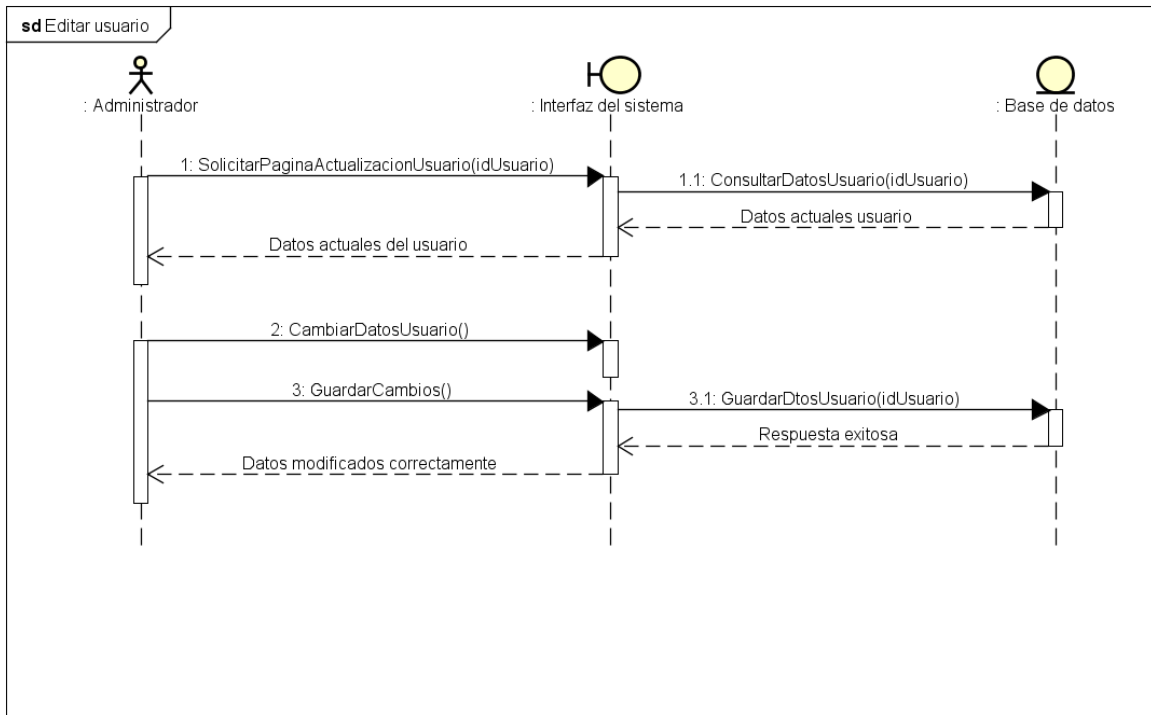 sd Editar usuario
: Administrador
: Interfaz del sistema
: Base de datos
1: SolicitarPaginaActualizacionUsuario(idUsuario)
1.1: ConsultarDatosUsuario(idUsuario)
Datos actuales usuario
Datos actuales del usuario
2: CambiarDatosUsuario()
3: GuardarCambios()
3.1: GuardarDtosUsuario(idUsuario)
Respuesta exitosa
Datos modificados correctamente